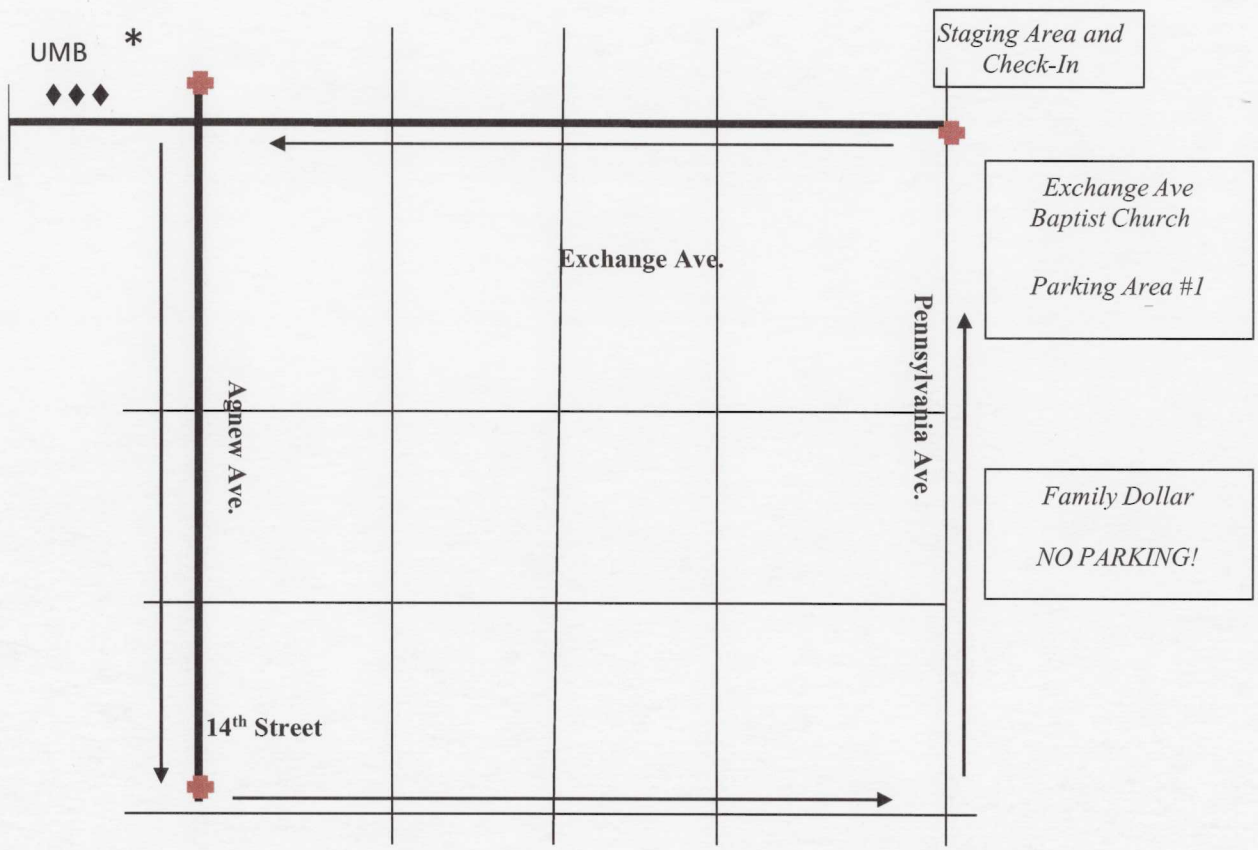 Staging Area and
Check-In
UMB *
Exchange Ave
Baptist Church
Parking Area #1
Exchange Ave.
Pennsylvania Ave.
Agnew Ave.
Family Dollar
NO PARKING!
14th Street